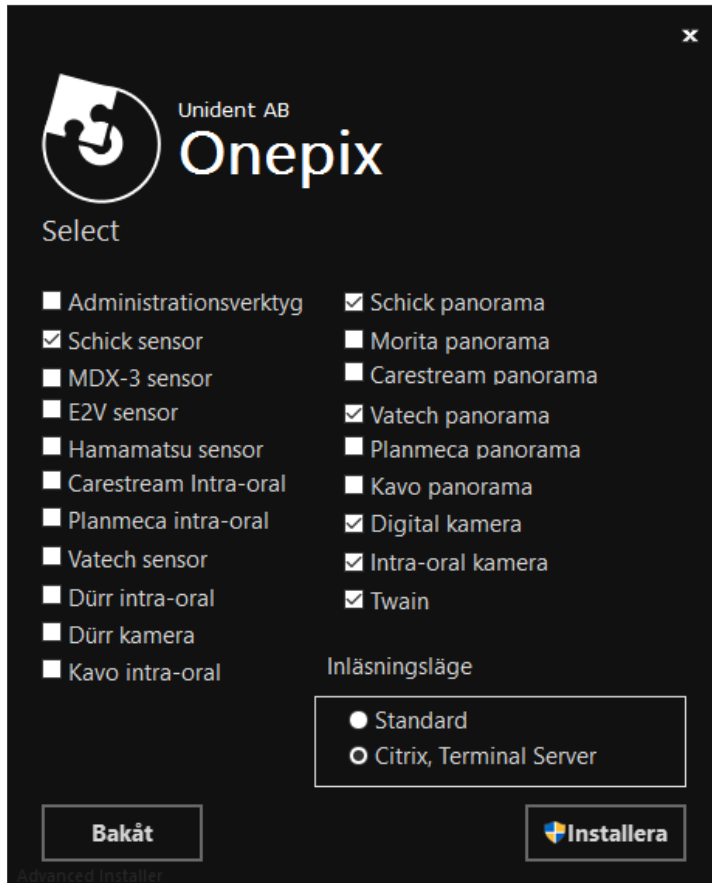 Unident AB
Onepix
Select
Administrationsverktyg
Schick sensor
MDX-3 sensor
E2V sensor
Hamamatsu sensor
Carestream Intra-oral
Planmeca intra-oral
Vatech sensor
Dürr intra-oral
Dürr kamera
Kavo intra-oral
Schick panorama
Morita panorama
Carestream panorama
Vatech panorama
Planmeca panorama
Kavo panorama
Digital kamera
Intra-oral kamera
Twain
Inläsningsläge
Standard
Citrix, Terminal Server
Bakåt
Installera
Advanced Installer